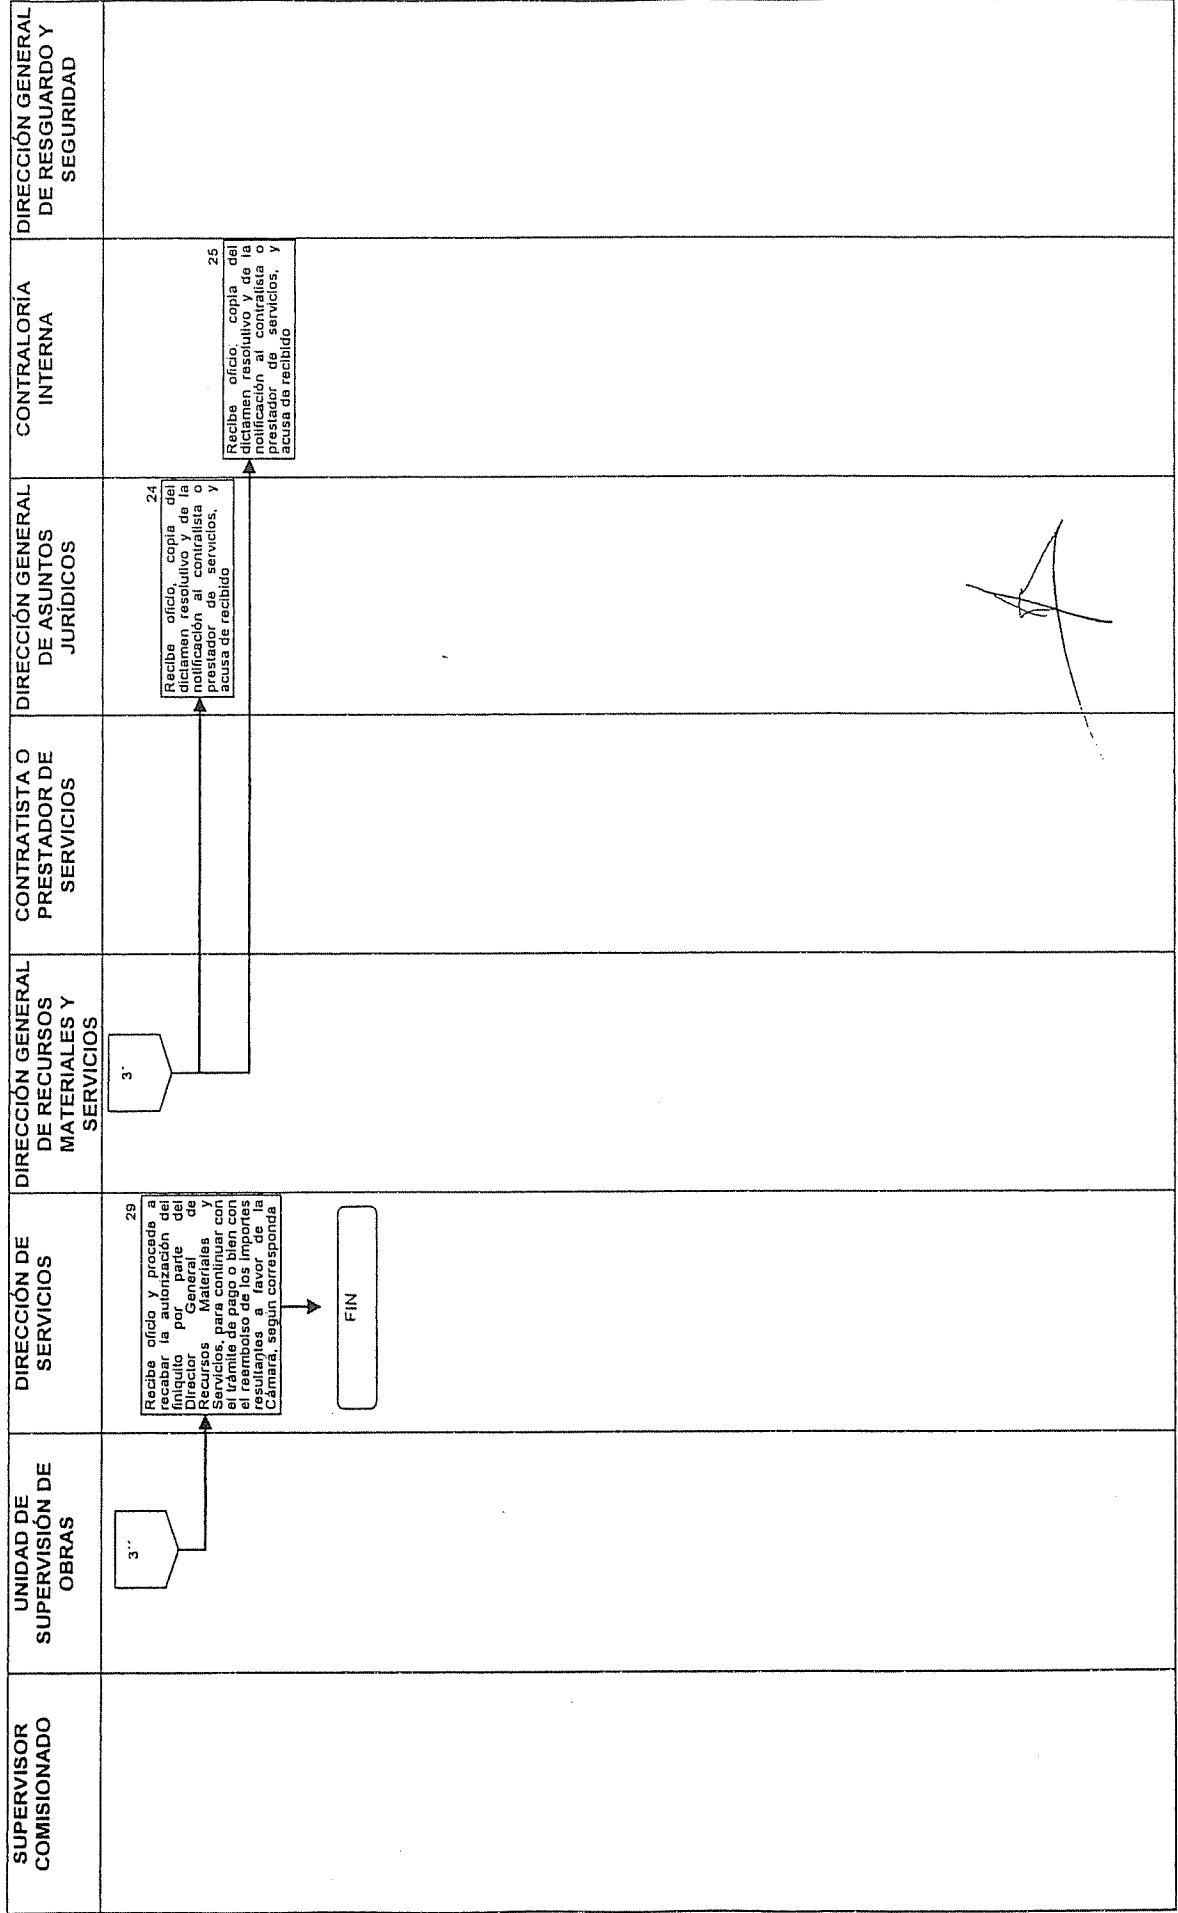 SUPERVISOR
COMISIONADO
UNIDAD DE
SUPERVISIÓN DE
OBRAS
DIRECCIÓN DE
SERVICIOS
DIRECCIÓN GENERAL
DE RECURSOS
MATERIALES Y
SERVICIOS
CONTRATISTA O
PRESTADOR DE
SERVICIOS
DIRECCIÓN GENERAL
DE ASUNTOS
JURÍDICOS
CONTRALORÍA
INTERNA
DIRECCIÓN GENERAL
DE RESGUARDO Y
SEGURIDAD
3''
29
Recibe oficio y procede a
recabar la autorización del
finiquito por parte del
Director General de
Recursos Materiales y
Servicios, para continuar con
el trámite de pago o bien con
el reembolso de los importes
resultantes a favor de la
Cámara, según corresponda
FIN
3'
24
Recibe oficio, copia del
dictamen resolutivo y de la
notificación al contratista o
prestador de servicios, y
acusa de recibido
25
Recibe oficio, copia del
dictamen resolutivo y de la
notificación al contratista o
prestador de servicios, y
acusa de recibido